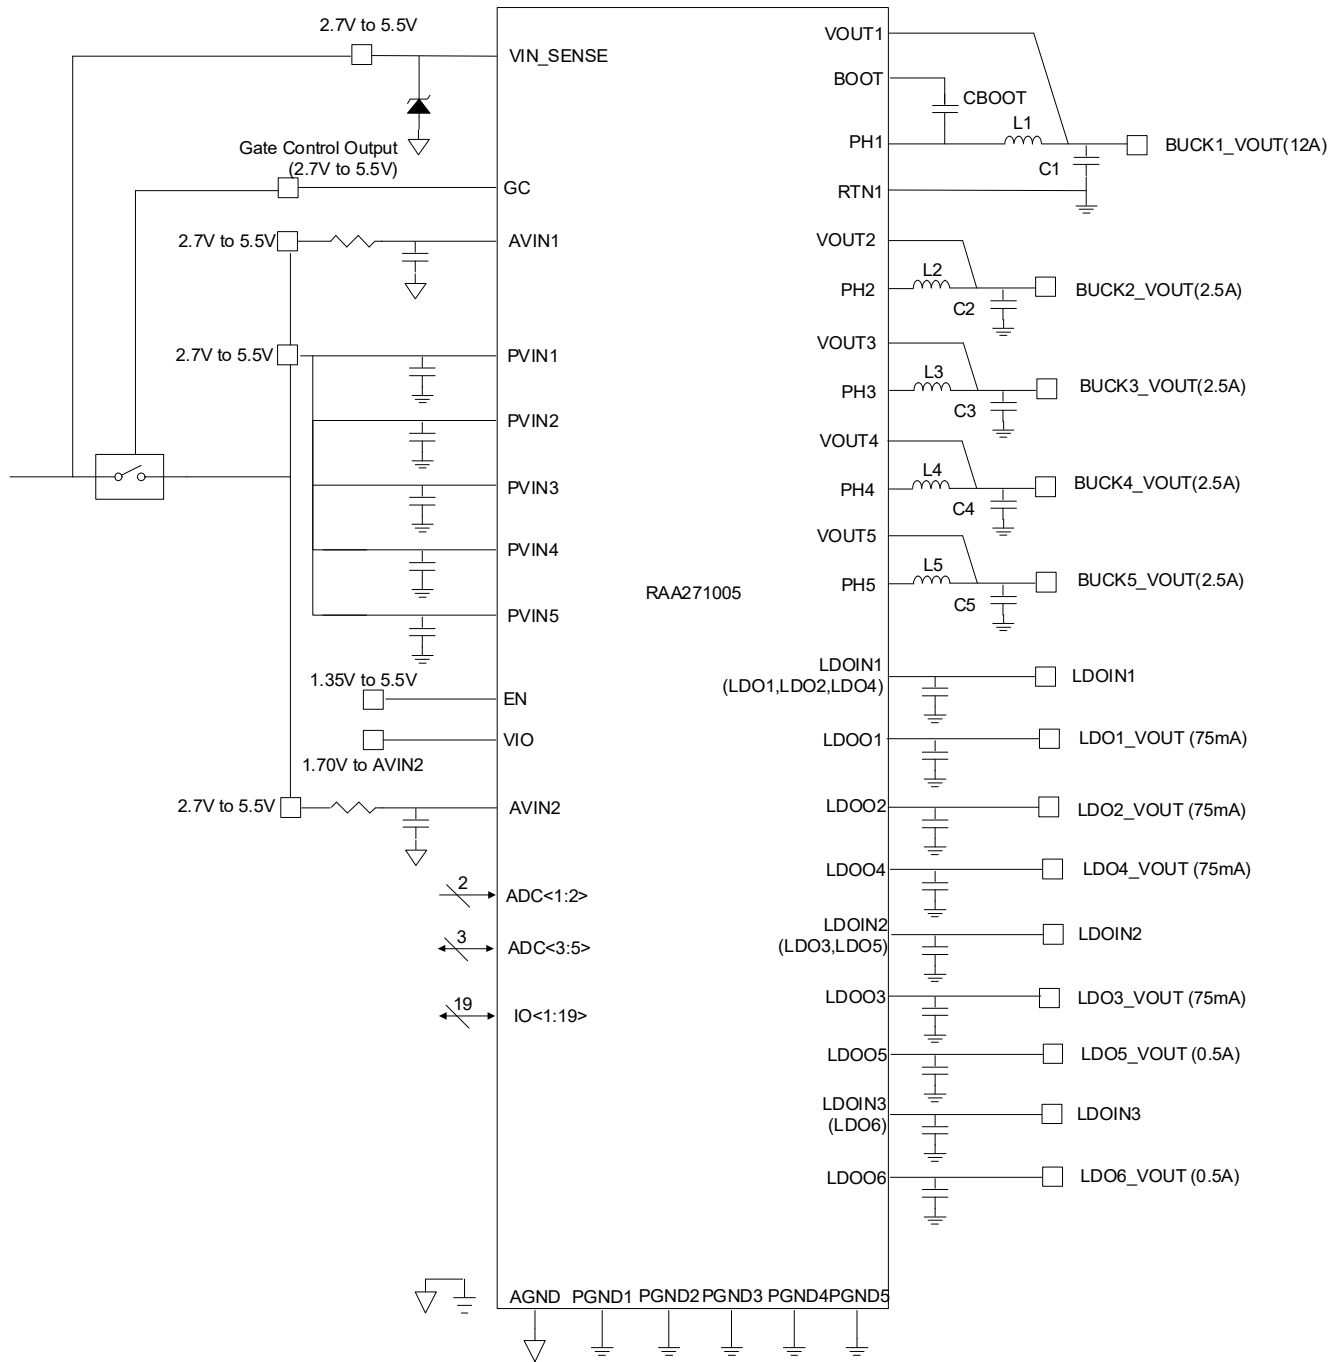 2.7V to 5.5V
VIN_SENSE
Gate Control Output
(2.7V to 5.5V)
GC
2.7V to 5.5V
AVIN1
2.7V to 5.5V
PVIN1
PVIN2
PVIN3
PVIN4
PVIN5
1.35V to 5.5V
EN
VIO
1.70V to AVIN2
2.7V to 5.5V
AVIN2
2
ADC<1:2>
3
ADC<3:5>
19
IO<1:19>
RAA271005
VOUT1
BOOT
CBOOT
L1
PH1
C1
BUCK1_VOUT(12A)
RTN1
VOUT2
L2
PH2
C2
BUCK2_VOUT(2.5A)
VOUT3
L3
PH3
C3
BUCK3_VOUT(2.5A)
VOUT4
L4
PH4
C4
BUCK4_VOUT(2.5A)
VOUT5
L5
PH5
C5
BUCK5_VOUT(2.5A)
LDOIN1
(LDO1,LDO2,LDO4)
LDOIN1
LDOO1
LDO1_VOUT (75mA)
LDOO2
LDO2_VOUT (75mA)
LDOO4
LDO4_VOUT (75mA)
LDOIN2
(LDO3,LDO5)
LDOIN2
LDOO3
LDO3_VOUT (75mA)
LDOO5
LDO5_VOUT (0.5A)
LDOIN3
(LDO6)
LDOIN3
LDOO6
LDO6_VOUT (0.5A)
AGND PGND1 PGND2 PGND3 PGND4 PGND5